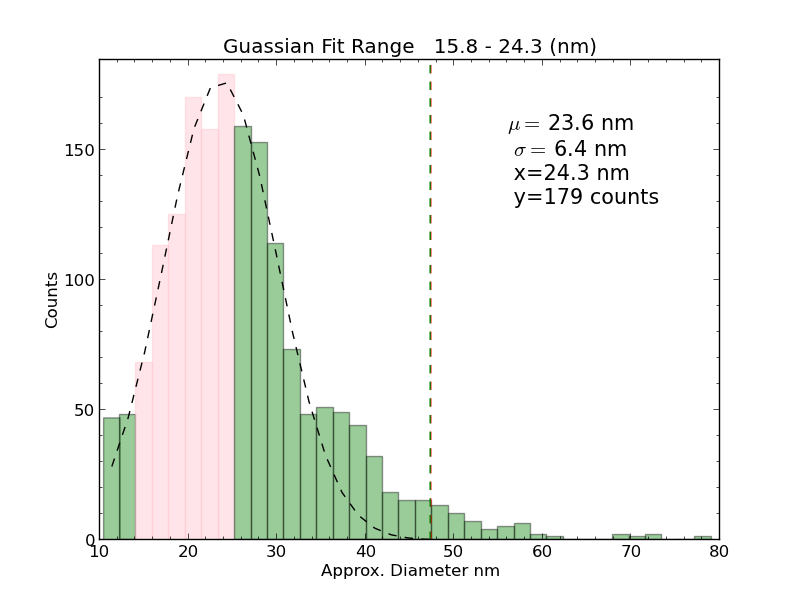 Guassian Fit Range   15.8 - 24.3 (nm)
μ = 23.6 nm
σ = 6.4 nm
x=24.3 nm
y=179 counts
150
100
50
0
Counts
10 20 30 40 50 60 70 80
Approx. Diameter nm